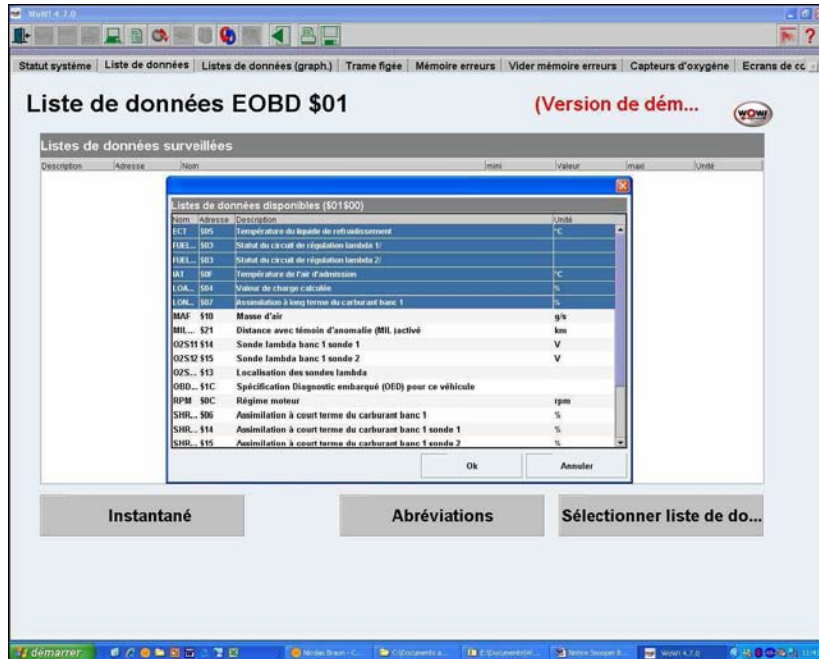 WoW! 4.7.0
Statut système Liste de données Listes de données (graph.) Trame figée Mémoire erreurs Vider mémoire erreurs Capteurs d'oxygène Ecrans de cc
Liste de données EOBD $01 (Version de dém... WOW!
Listes de données surveillées
Description Adresse Nom mini Valeur maxi Unité
Listes de données disponibles ($01$00)
Nom Adresse Description Unité
ECT $05 Température du liquide de refroidissement °C
FUEL... $03 Statut du circuit de régulation lambda 1/
FUEL... $03 Statut du circuit de régulation lambda 2/
IAT $0F Température de l'air d'admission °C
LOA... $04 Valeur de charge calculée %
LON... $07 Assimilation à long terme du carburant banc 1 %
MAF $10 Masse d'air g/s
MIL... $21 Distance avec témoin d'anomalie (MIL )activé km
O2S11 $14 Sonde lambda banc 1 sonde 1 V
O2S12 $15 Sonde lambda banc 1 sonde 2 V
O2S... $13 Localisation des sondes lambda
OBD... $1C Spécification Diagnostic embarqué (OBD) pour ce véhicule
RPM $0C Régime moteur rpm
SHR... $06 Assimilation à court terme du carburant banc 1 %
SHR... $14 Assimilation à court terme du carburant banc 1 sonde 1 %
SHR... $15 Assimilation à court terme du carburant banc 1 sonde 2 %
Ok Annuler
Instantané Abréviations Sélectionner liste de do...
démarrer Nicolas Braun - C... C:\Documents a... E:\Documents\W... Notice Snooper B... WoW! 4.7.0